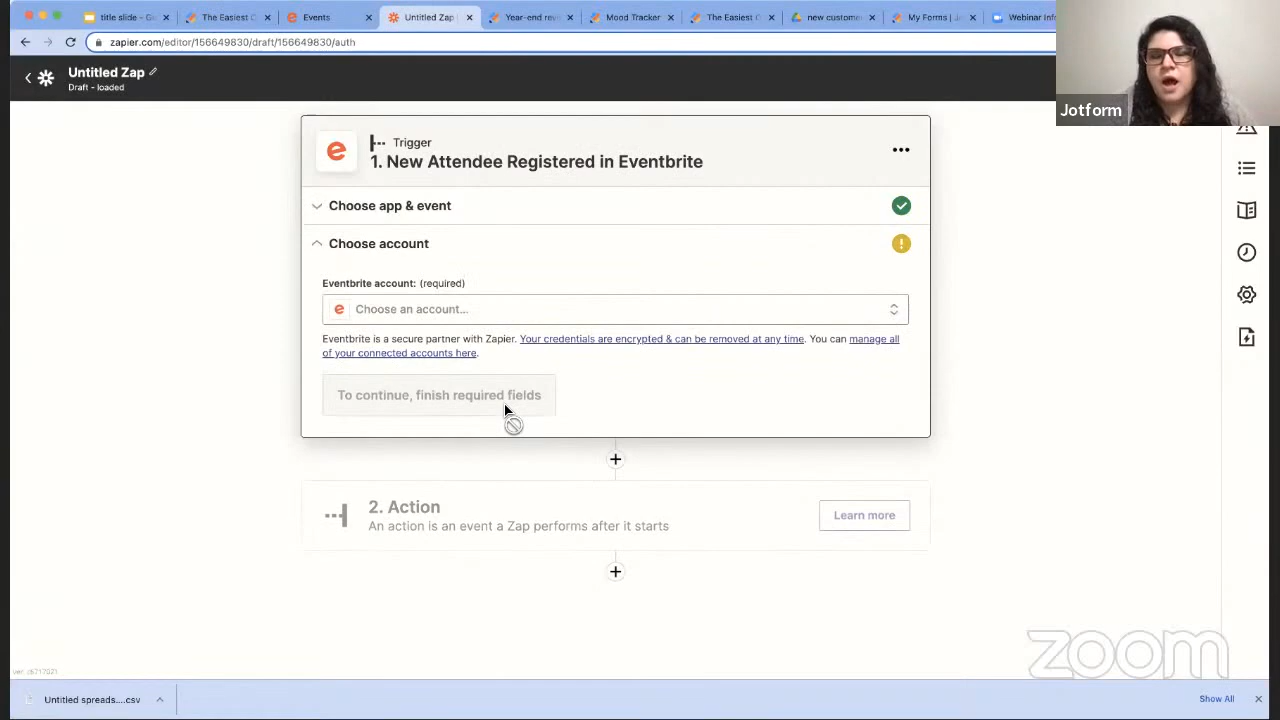 title slide - G
The Easiest C
Events
Untitled Zap |
Year-end rev
Mood Tracker
The Easiest C
new custom
My Forms | J
Webinar Inf
zapier.com/editor/156649830/draft/156649830/auth
Untitled Zap
Draft - loaded
Jotform
Trigger
1. New Attendee Registered in Eventbrite
Choose app & event
Choose account
Eventbrite account: (required)
Choose an account...
Eventbrite is a secure partner with Zapier. Your credentials are encrypted & can be removed at any time. You can manage all
of your connected accounts here.
To continue, finish required fields
2. Action
An action is an event a Zap performs after it starts
Learn more
zoom
Untitled spreads....csv
Show All